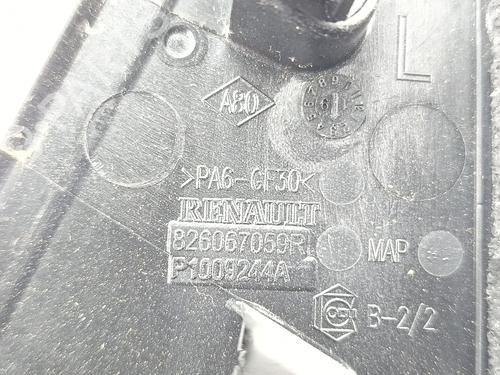 L
A80
>PA6-GF30<
RENAULT
826067059R
MAP
P1009244A
B-2/2